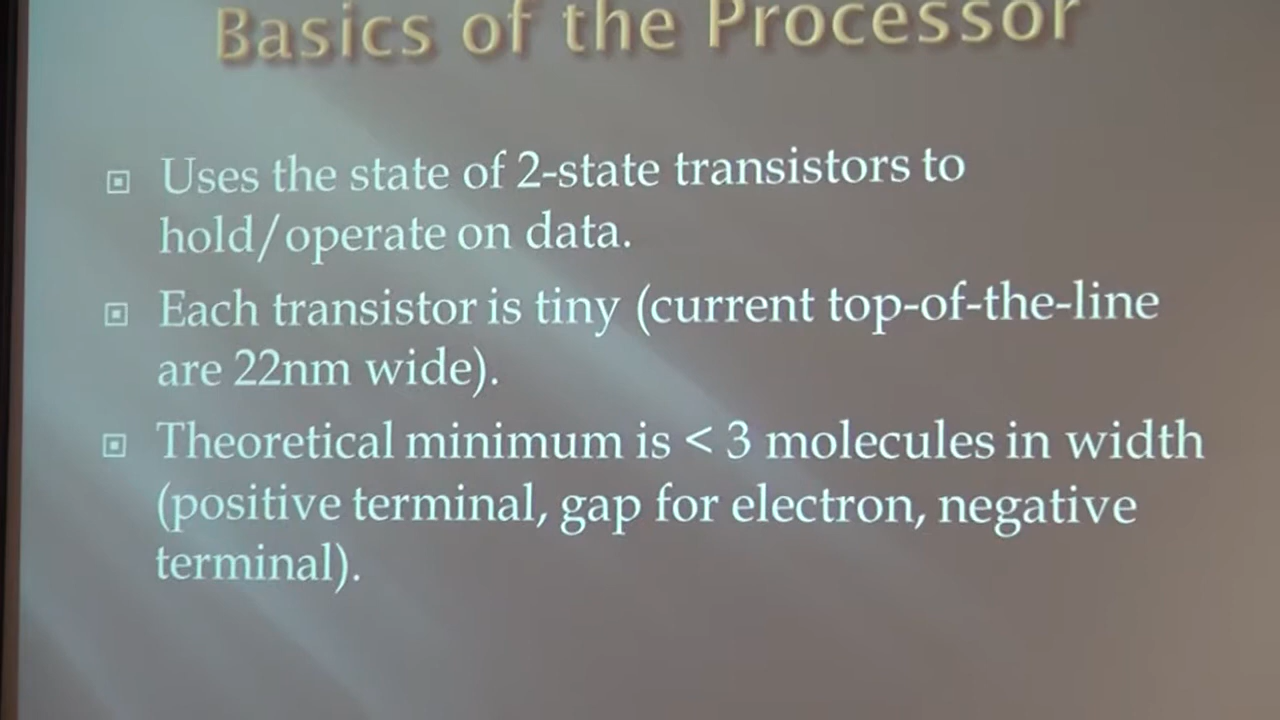 Basics of the Processor
Uses the state of 2-state transistors to
hold/operate on data.
Each transistor is tiny (current top-of-the-line
are 22nm wide).
Theoretical minimum is < 3 molecules in width
(positive terminal, gap for electron, negative
terminal).